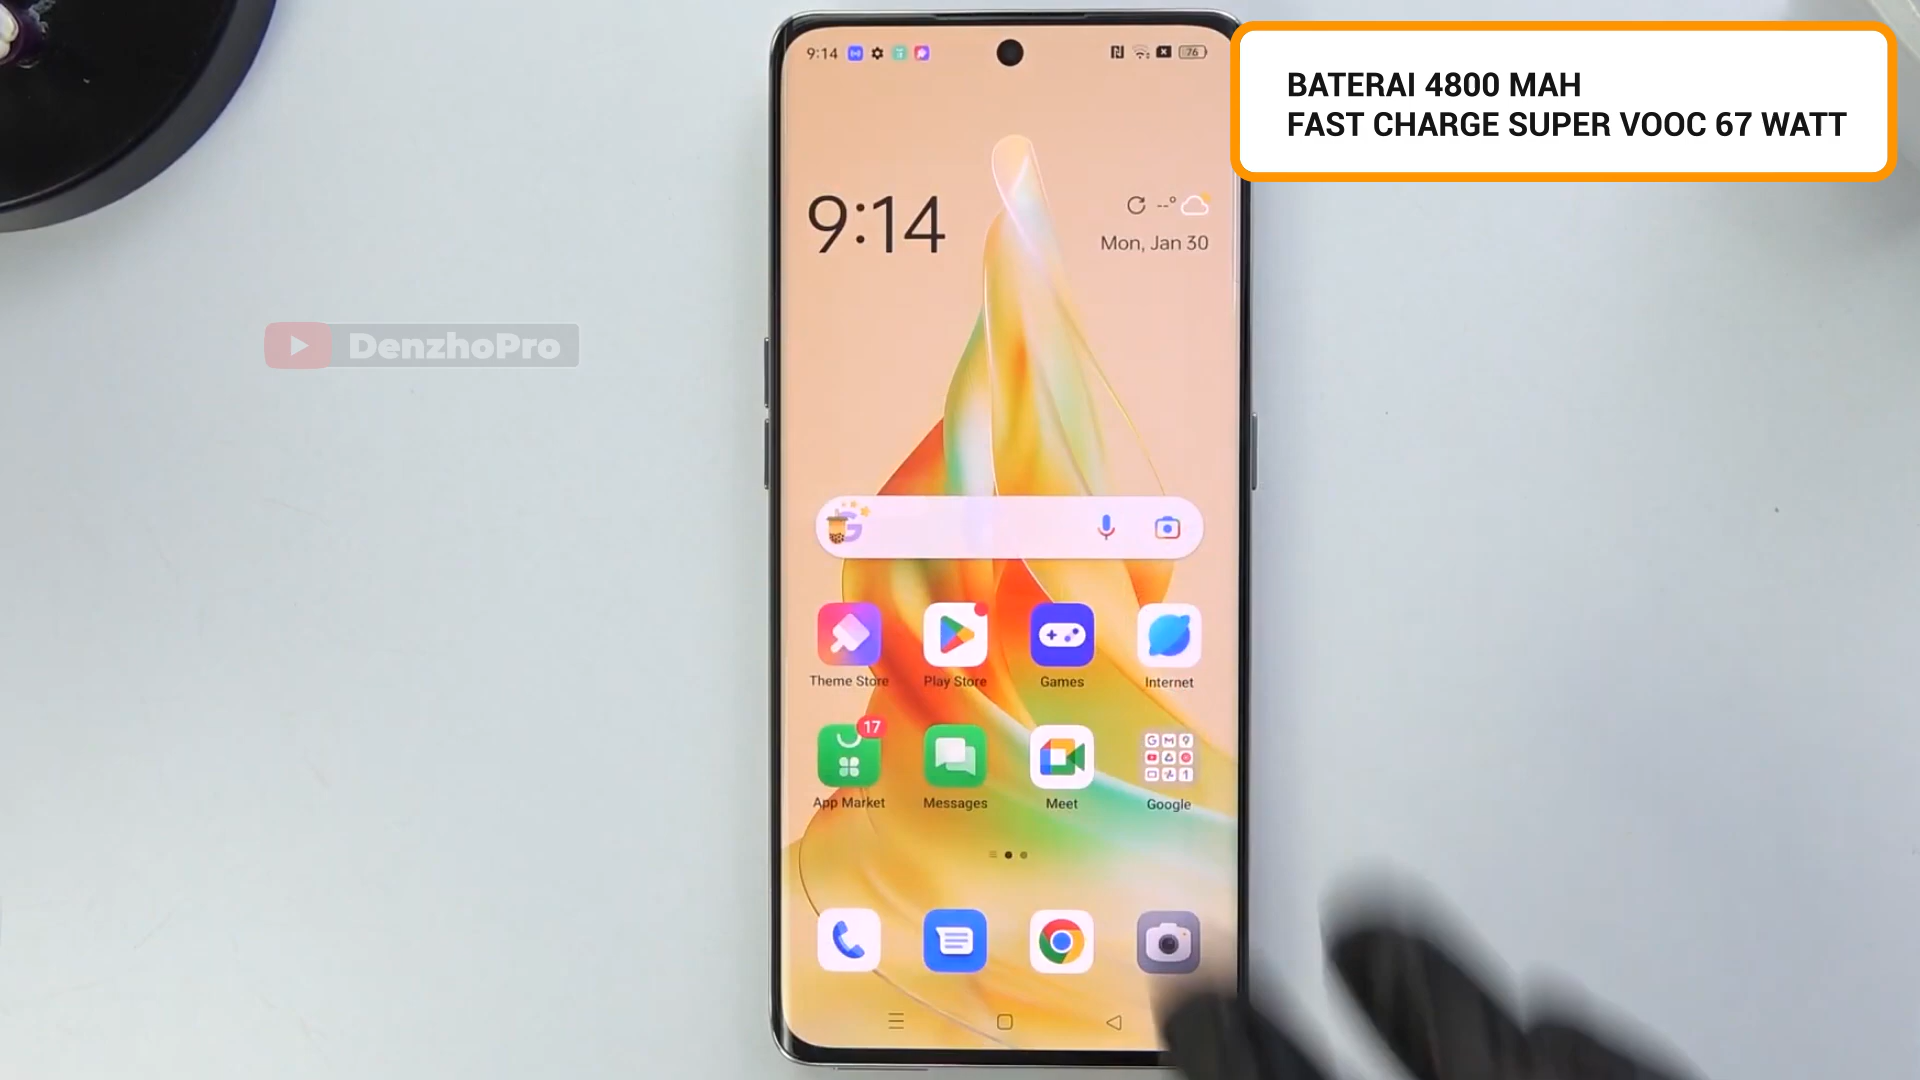 BATERAI 4800 MAH
FAST CHARGE SUPER VOOC 67 WATT
9:14
76
9:14
--°
Mon, Jan 30
DenzhoPro
Theme Store
Play Store
Games
Internet
17
App Market
Messages
Meet
Google